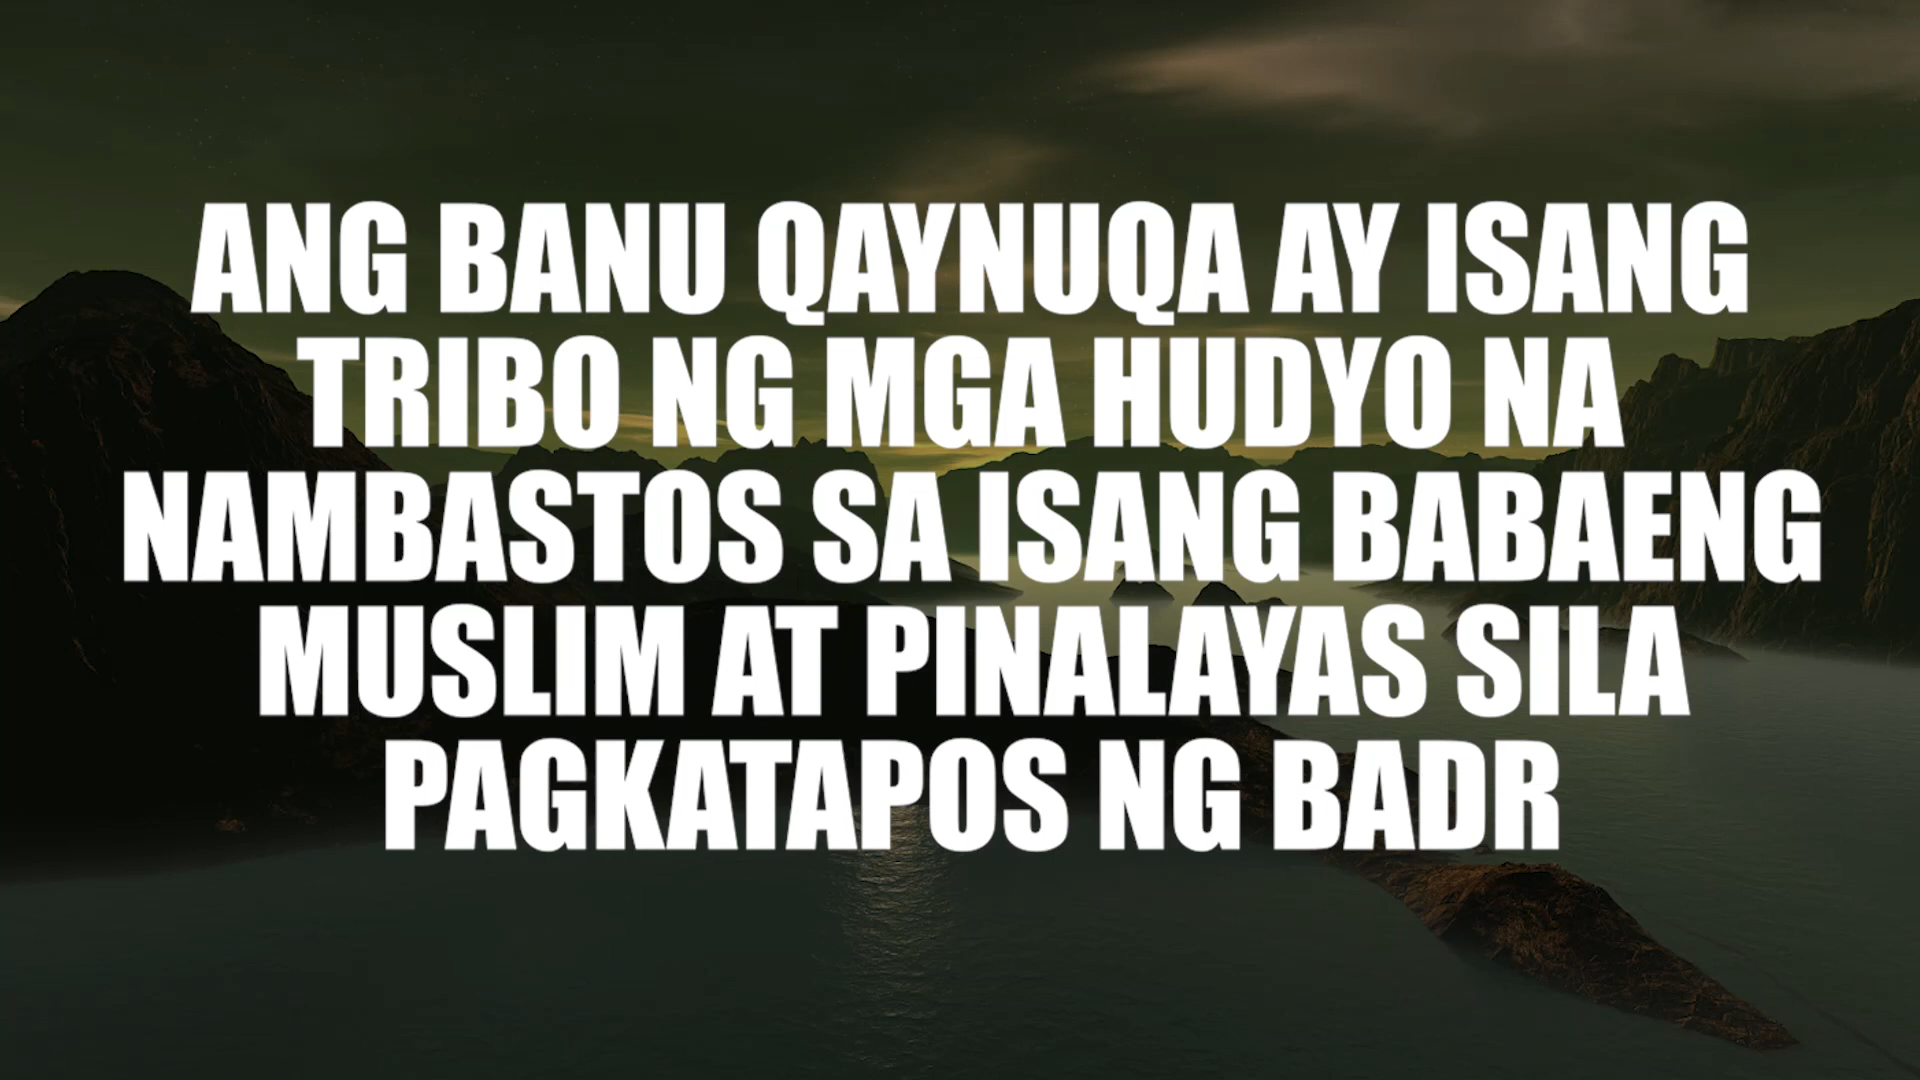 ANG BANU QAYNUQA AY ISANG
TRIBO NG MGA HUDYO NA
NAMBASTOS SA ISANG BABAENG
MUSLIM AT PINALAYAS SILA
PAGKATAPOS NG BADR